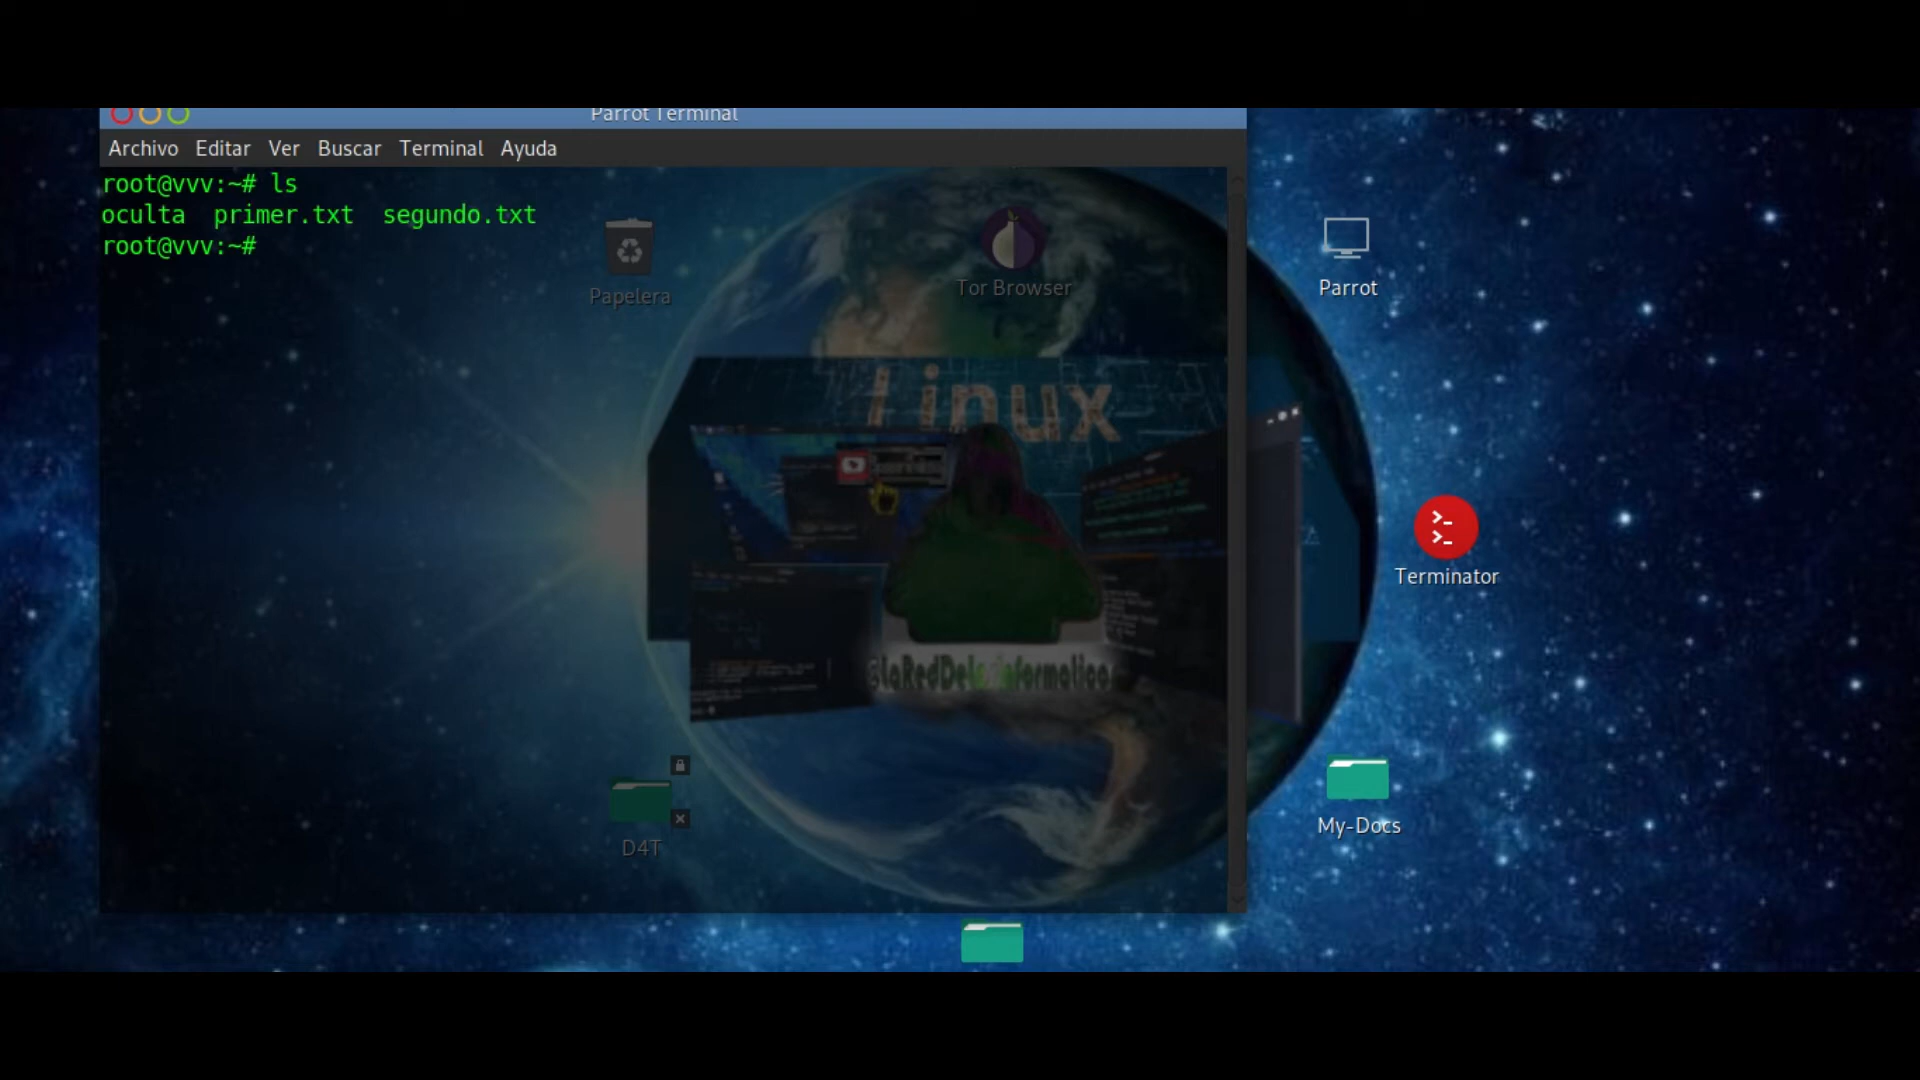 Parrot Terminal
Archivo Editar Ver Buscar Terminal Ayuda
root@vvv:~# ls
oculta primer.txt segundo.txt
root@vvv:~#
Papelera
Tor Browser
Parrot
Linux
Terminator
@laRedDelosinformaticos
D4T
My-Docs